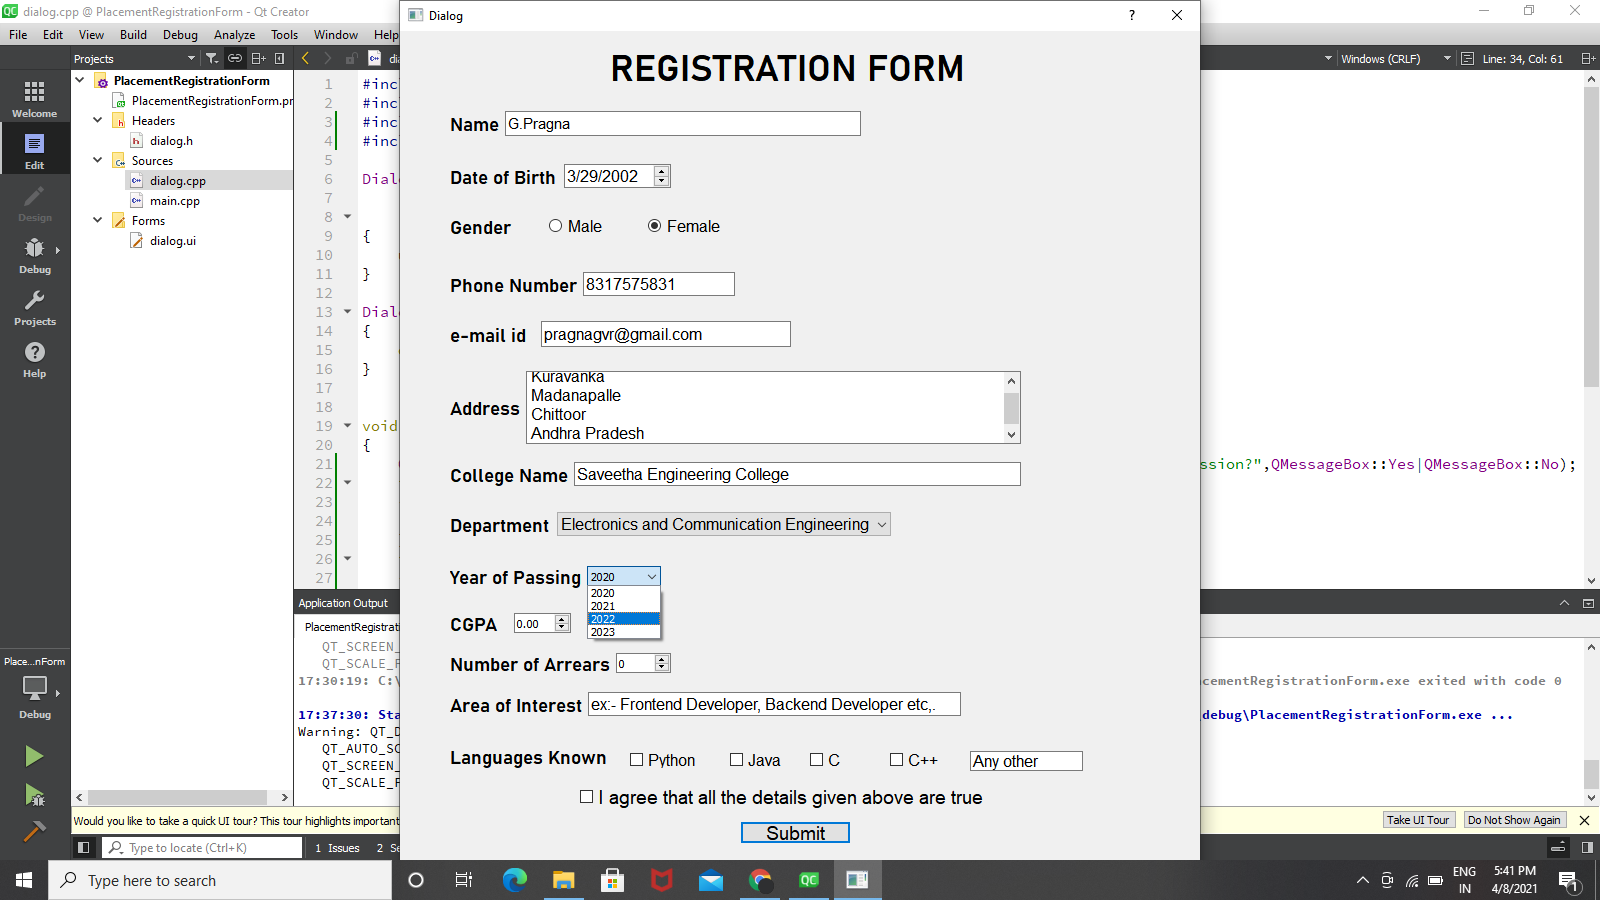 dialog.cpp @ PlacementRegistrationForm - Qt Creator
File Edit View Build Debug Analyze Tools Window Help
Projects
Windows (CRLF)
Line: 34, Col: 61
Welcome
Edit
Design
Debug
Projects
Help
PlacementRegistrationForm
PlacementRegistrationForm.pr
Headers
dialog.h
Sources
dialog.cpp
main.cpp
Forms
dialog.ui
1 #incl
2 #inc
3 #inc
4 #inc
5
6 Dial
7
8
9 {
10
11 }
12
13 Dial
14 {
15
16 }
17
18
19 void
20 {
21 ssion?",QMessageBox::Yes|QMessageBox::No);
22
23
24
25
26
27
Dialog
?
REGISTRATION FORM
Name G.Pragna
Date of Birth 3/29/2002
Gender Male Female
Phone Number 8317575831
e-mail id pragnagvr@gmail.com
Address
Kuravanka
Madanapalle
Chittoor
Andhra Pradesh
College Name Saveetha Engineering College
Department Electronics and Communication Engineering
Year of Passing 2020
2020
2021
2022
2023
CGPA 0.00
Number of Arrears 0
Area of Interest ex:- Frontend Developer, Backend Developer etc,.
Languages Known Python Java C C++ Any other
I agree that all the details given above are true
Submit
Application Output
PlacementRegistrati
QT_SCREEN_
QT_SCALE_F
17:30:19: C:\
cementRegistrationForm.exe exited with code 0
17:37:30: Sta
debug\PlacementRegistrationForm.exe ...
Warning: QT_D
QT_AUTO_SC
QT_SCREEN_
QT_SCALE_F
Place...nForm
Debug
Would you like to take a quick UI tour? This tour highlights important
Take UI Tour
Do Not Show Again
Type to locate (Ctrl+K)
1 Issues
2 Se
Type here to search
ENG
IN
5:41 PM
4/8/2021
1